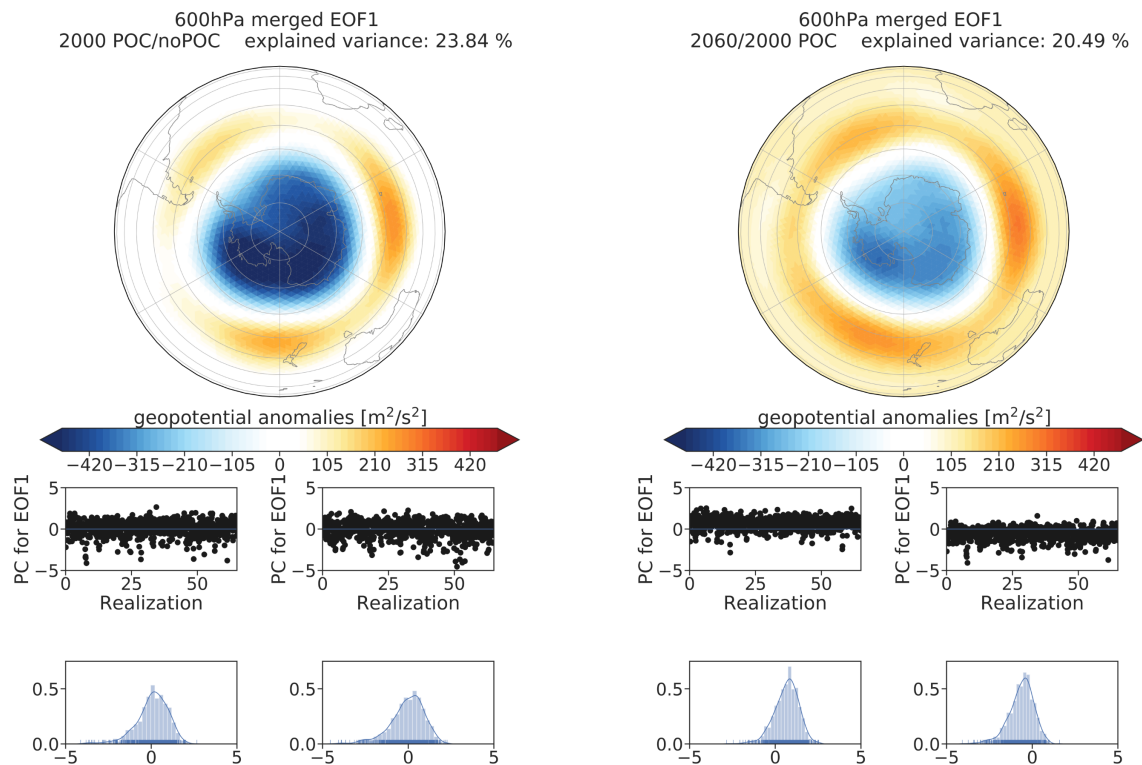 600hPa merged EOF1
2000 POC/noPOC explained variance: 23.84 %
geopotential anomalies [m²/s²]
−420 −315 −210 −105 0 105 210 315 420
PC for EOF1
5
0
−5
0 25 50
Realization
PC for EOF1
5
0
−5
0 25 50
Realization
0.5
0.0
−5 0 5
0.5
0.0
−5 0 5
600hPa merged EOF1
2060/2000 POC explained variance: 20.49 %
geopotential anomalies [m²/s²]
−420 −315 −210 −105 0 105 210 315 420
PC for EOF1
5
0
−5
0 25 50
Realization
PC for EOF1
5
0
−5
0 25 50
Realization
0.5
0.0
−5 0 5
0.5
0.0
−5 0 5